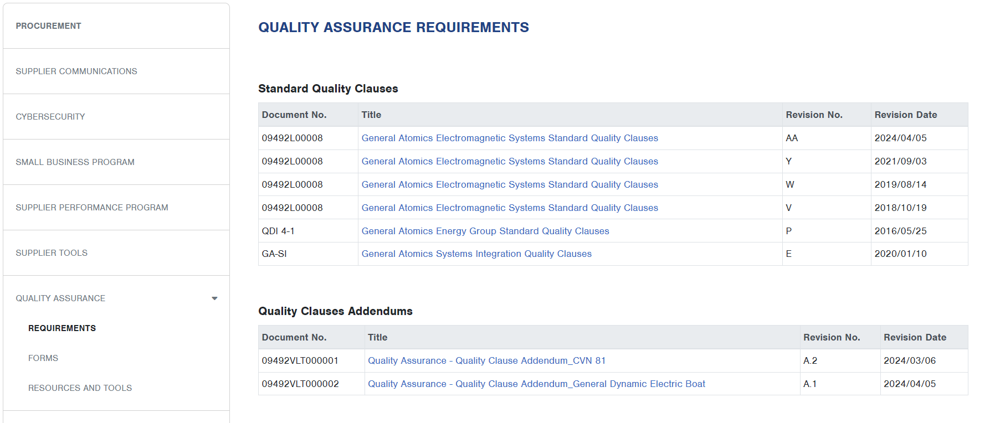 PROCUREMENT
SUPPLIER COMMUNICATIONS
CYBERSECURITY
SMALL BUSINESS PROGRAM
SUPPLIER PERFORMANCE PROGRAM
SUPPLIER TOOLS
QUALITY ASSURANCE
REQUIREMENTS
FORMS
RESOURCES AND TOOLS
QUALITY ASSURANCE REQUIREMENTS
Standard Quality Clauses
Document No. Title Revision No. Revision Date
09492L00008 General Atomics Electromagnetic Systems Standard Quality Clauses AA 2024/04/05
09492L00008 General Atomics Electromagnetic Systems Standard Quality Clauses Y 2021/09/03
09492L00008 General Atomics Electromagnetic Systems Standard Quality Clauses W 2019/08/14
09492L00008 General Atomics Electromagnetic Systems Standard Quality Clauses V 2018/10/19
QDI 4-1 General Atomics Energy Group Standard Quality Clauses P 2016/05/25
GA-SI General Atomics Systems Integration Quality Clauses E 2020/01/10
Quality Clauses Addendums
Document No. Title Revision No. Revision Date
09492VLT000001 Quality Assurance - Quality Clause Addendum_CVN 81 A.2 2024/03/06
09492VLT000002 Quality Assurance - Quality Clause Addendum_General Dynamic Electric Boat A.1 2024/04/05